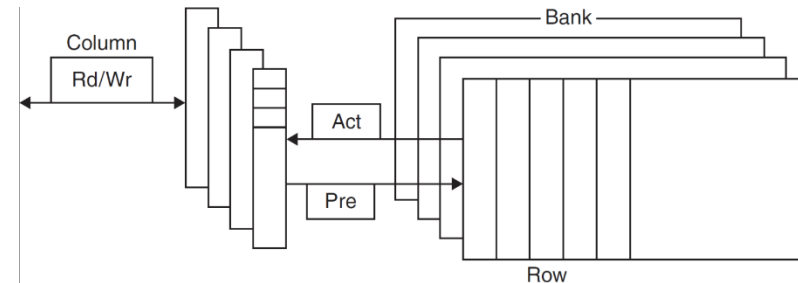 Bank
Column
Rd/Wr
Act
Pre
Row